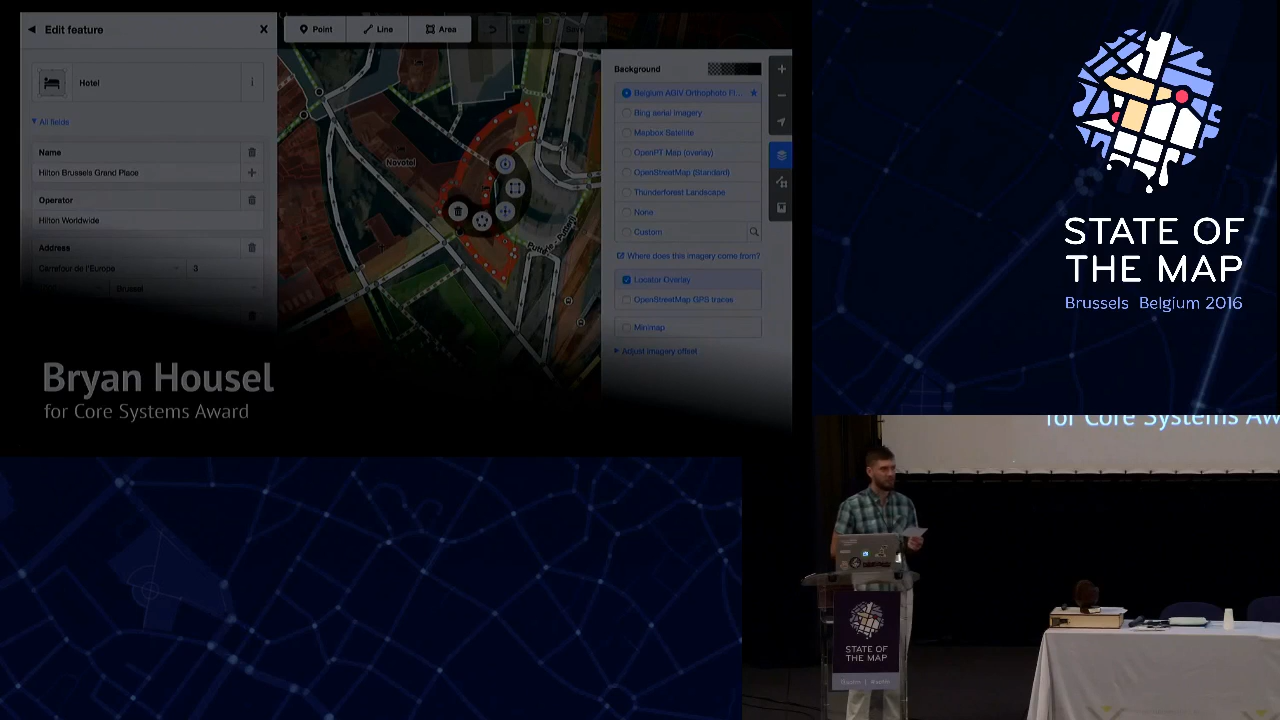 Edit feature
Hotel
All fields
Name
Hilton Brussels Grand Place
Operator
Hilton Worldwide
Address
Carrefour de l'Europe
3
Brussel
Point
Line
Area
Save
Novotel
Background
Belgium AGIV Orthophoto Fl...
Bing aerial imagery
Mapbox Satellite
OpenPT Map (overlay)
OpenStreetMap (Standard)
Thunderforest Landscape
None
Custom
Where does this imagery come from?
Locator Overlay
OpenStreetMap GPS traces
Minimap
Adjust imagery offset
Bryan Housel
for Core Systems Award
STATE OF
THE MAP
Brussels Belgium 2016
for Core Systems Aw
STATE OF
THE MAP